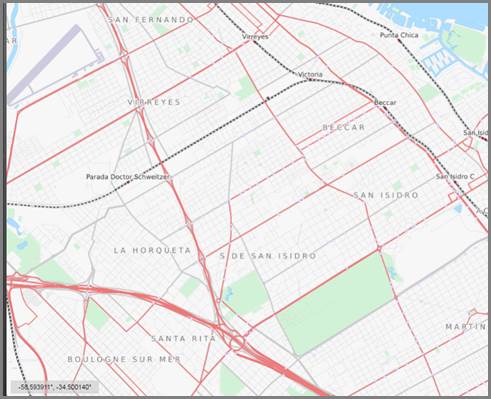 SAN FERNANDO
Virreyes
Punta Chica
AR
Victoria
VIRREYES
Beccar
BECCAR
San Isid
Parada Doctor Schweitzer
San Isidro C
SAN ISIDRO
LA HORQUETA
S DE SAN ISIDRO
MARTIN
SANTA RITA
BOULOGNE SUR MER
-58.593911°, -34.500140°